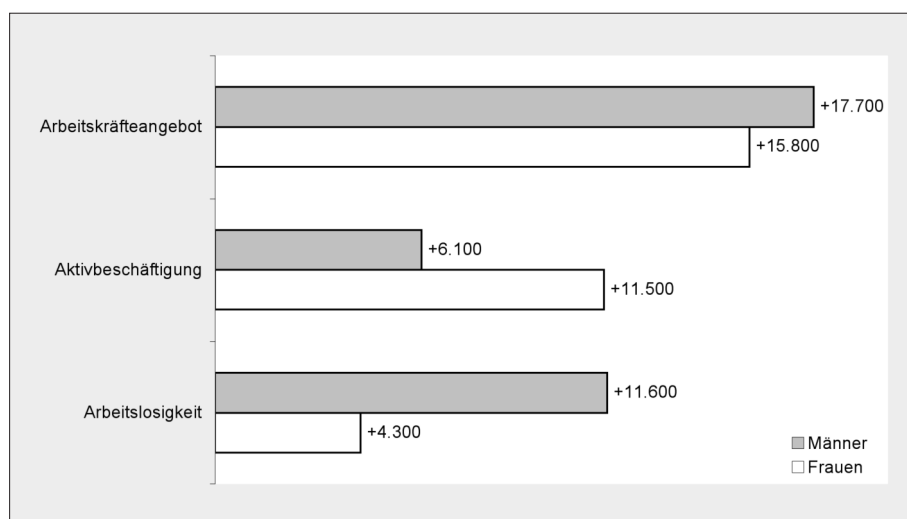 Arbeitskräfteangebot
+17.700
+15.800
Aktivbeschäftigung
+6.100
+11.500
Arbeitslosigkeit
+11.600
+4.300
Männer
Frauen